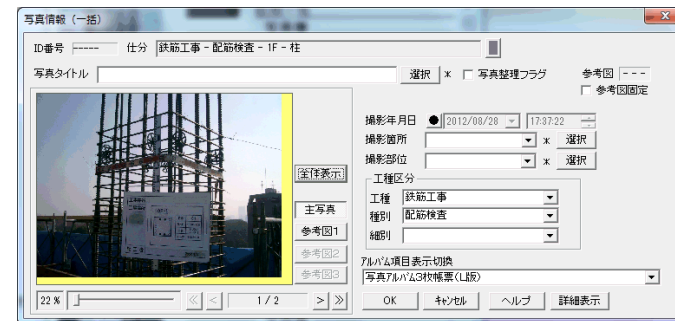 写真情報（一括）
ID番号 ----- 仕分 鉄筋工事 - 配筋検査 - 1F - 柱
写真タイトル 選択 * 写真整理フラグ 参考図 ---
参考図固定
撮影年月日 2012/08/28 17:37:22
撮影箇所 * 選択
撮影部位 * 選択
工種区分
工種 鉄筋工事
種別 配筋検査
細別
全体表示
主写真
参考図1
参考図2
参考図3
ｱﾙﾊﾞﾑ項目表示切換
写真ｱﾙﾊﾞﾑ3枚帳票(L版)
22 % ≪ < 1 / 2 > ≫
OK ｷｬﾝｾﾙ ヘルプ 詳細表示